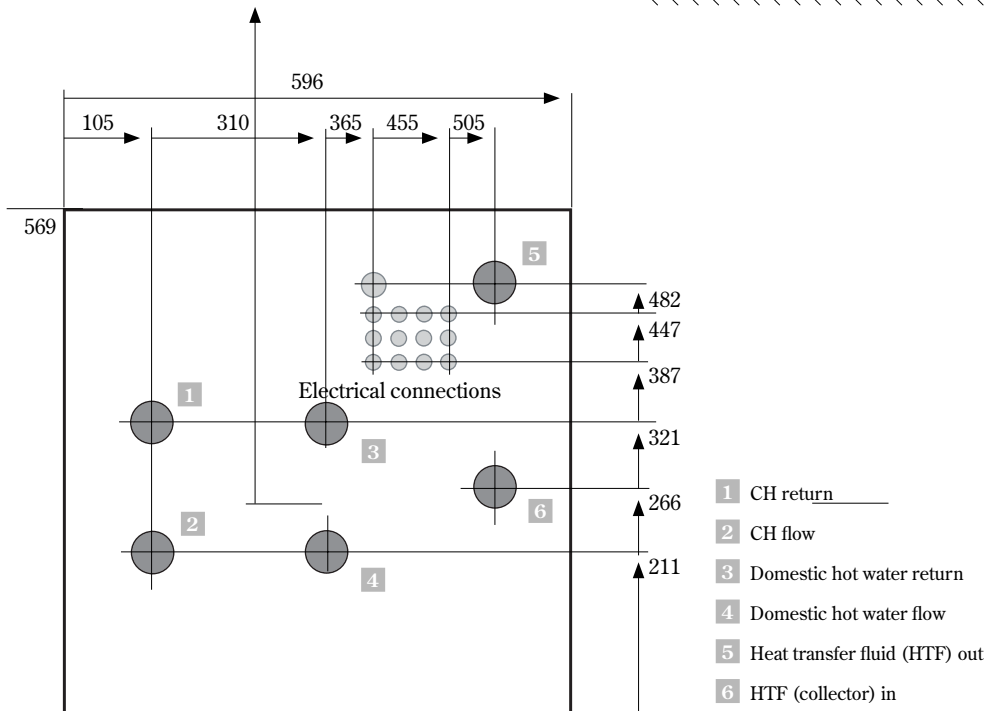 596
105 310 365 455 505
569
5
482
447
387
Electrical connections
1
321
3
1 CH return
266
6
2
2 CH flow
211
4
3 Domestic hot water return
4 Domestic hot water flow
5 Heat transfer fluid (HTF) out
6 HTF (collector) in